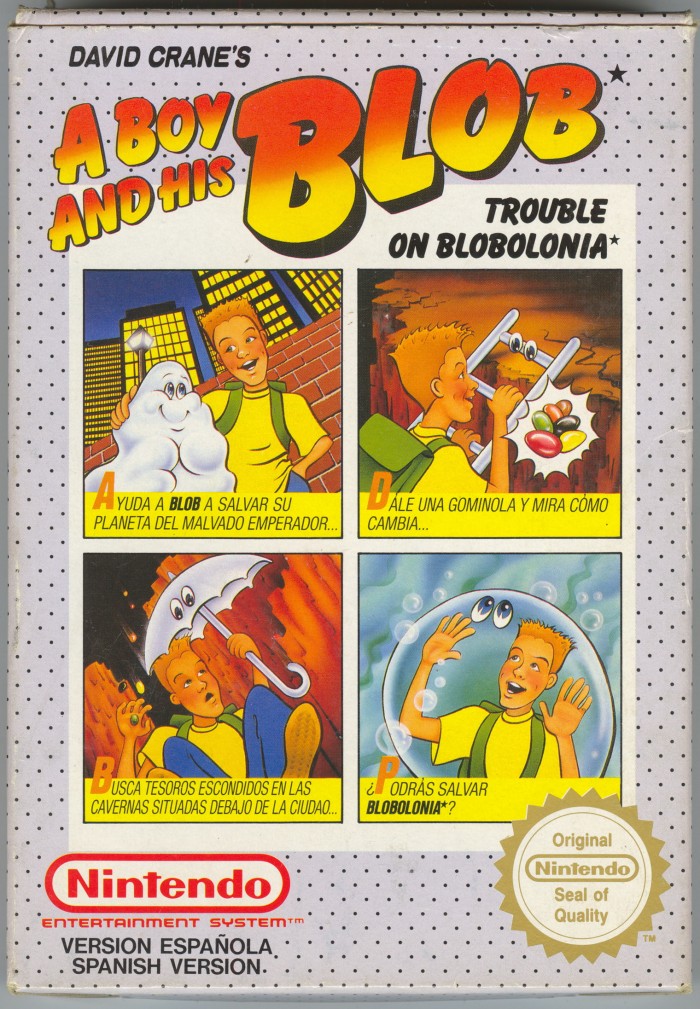 DAVID CRANE'S
A BOY
AND HIS
BLOB*
TROUBLE
ON BLOBOLONIA*
AYUDA A BLOB A SALVAR SU
PLANETA DEL MALVADO EMPERADOR...
DALE UNA GOMINOLA Y MIRA CÓMO
CAMBIA...
BUSCA TESOROS ESCONDIDOS EN LAS
CAVERNAS SITUADAS DEBAJO DE LA CIUDAD...
¿PODRÁS SALVAR
BLOBOLONIA*?
Nintendo
ENTERTAINMENT SYSTEM™
VERSION ESPAÑOLA
SPANISH VERSION
Original
Nintendo
Seal of
Quality
TM